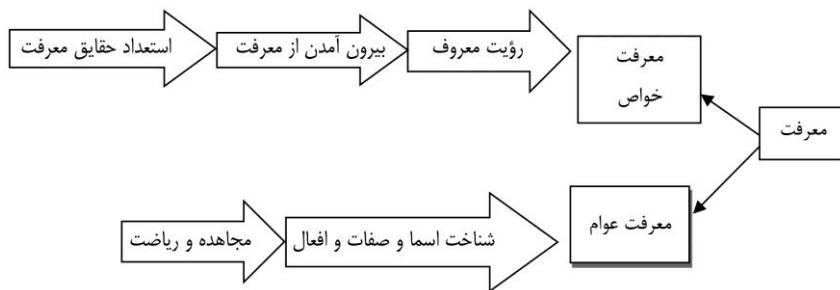 استعداد حقایق معرفت
بیرون آمدن از معرفت
رؤیت معروف
معرفت
خواص
معرفت
معرفت عوام
شناخت اسما و صفات و افعال
مجاهده و ریاضت